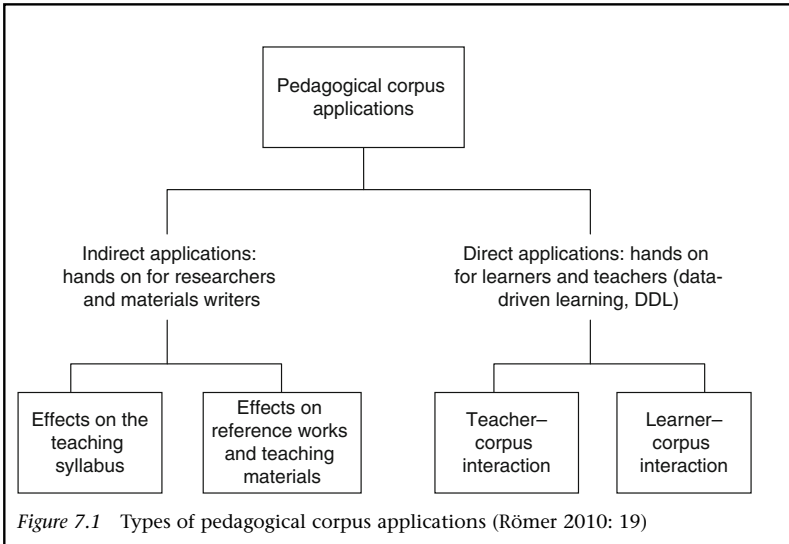 Pedagogical corpus
applications
Indirect applications:
hands on for researchers
and materials writers
Direct applications: hands on
for learners and teachers (data-
driven learning, DDL)
Effects on the
teaching
syllabus
Effects on
reference works
and teaching
materials
Teacher–
corpus
interaction
Learner–
corpus
interaction
Figure 7.1 Types of pedagogical corpus applications (Römer 2010: 19)